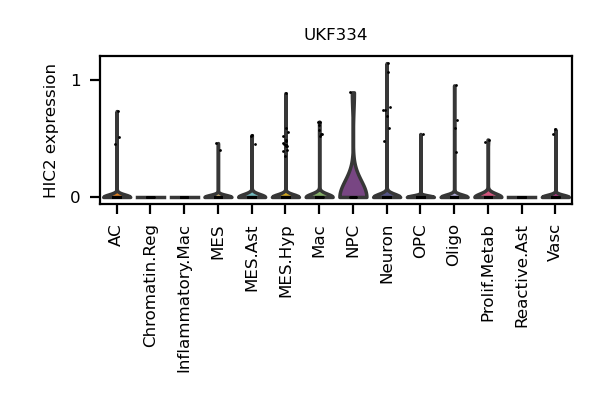 UKF334
HIC2 expression
1
0
AC
Chromatin.Reg
Inflammatory.Mac
MES
MES.Ast
MES.Hyp
Mac
NPC
Neuron
OPC
Oligo
Prolif.Metab
Reactive.Ast
Vasc